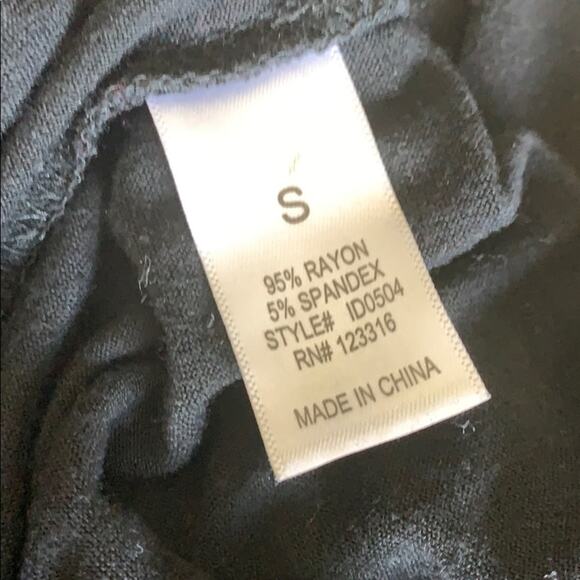 S
95% RAYON
5% SPANDEX
STYLE# ID0504
RN# 123316
MADE IN CHINA